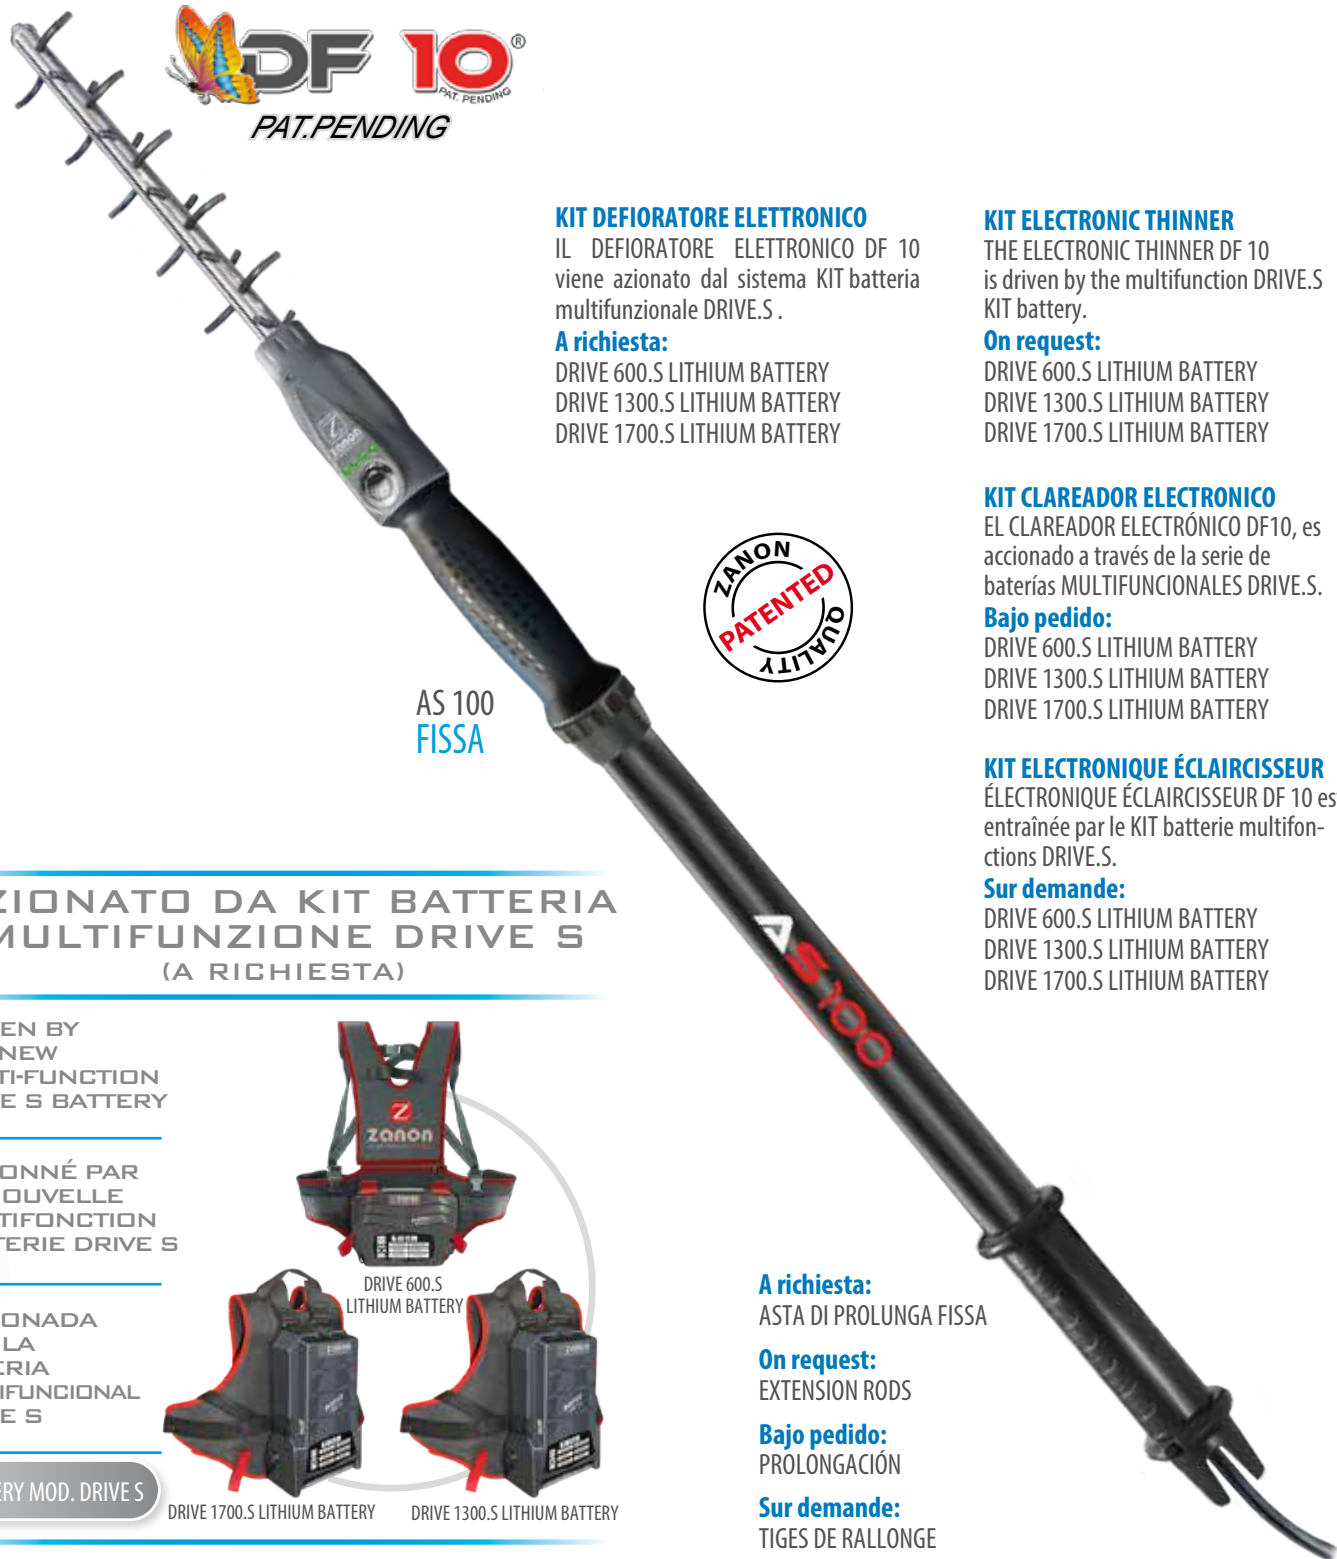 DF 10®
PAT. PENDING
PAT.PENDING
KIT DEFIORATORE ELETTRONICO
IL DEFIORATORE ELETTRONICO DF 10
viene azionato dal sistema KIT batteria
multifunzionale DRIVE.S .
A richiesta:
DRIVE 600.S LITHIUM BATTERY
DRIVE 1300.S LITHIUM BATTERY
DRIVE 1700.S LITHIUM BATTERY
KIT ELECTRONIC THINNER
THE ELECTRONIC THINNER DF 10
is driven by the multifunction DRIVE.S
KIT battery.
On request:
DRIVE 600.S LITHIUM BATTERY
DRIVE 1300.S LITHIUM BATTERY
DRIVE 1700.S LITHIUM BATTERY
KIT CLAREADOR ELECTRONICO
EL CLAREADOR ELECTRÓNICO DF10, es
accionado a través de la serie de
baterías MULTIFUNCIONALES DRIVE.S.
Bajo pedido:
DRIVE 600.S LITHIUM BATTERY
DRIVE 1300.S LITHIUM BATTERY
DRIVE 1700.S LITHIUM BATTERY
KIT ELECTRONIQUE ÉCLAIRCISSEUR
ÉLECTRONIQUE ÉCLAIRCISSEUR DF 10 es
entraînée par le KIT batterie multifon-
ctions DRIVE.S.
Sur demande:
DRIVE 600.S LITHIUM BATTERY
DRIVE 1300.S LITHIUM BATTERY
DRIVE 1700.S LITHIUM BATTERY
zanon
ZANON
PATENTED
QUALITY
AS 100
FISSA
AS 100
ZIONATO DA KIT BATTERIA
MULTIFUNZIONE DRIVE S
(A RICHIESTA)
EN BY
NEW
TI-FUNCTION
E S BATTERY
ONNÉ PAR
OUVELLE
TIFONCTION
TERIE DRIVE S
ONADA
LA
ERIA
IFUNCIONAL
E S
ERY MOD. DRIVE S
Z
zanon
DRIVE 600.S
LITHIUM BATTERY
DRIVE 1700.S LITHIUM BATTERY
DRIVE 1300.S LITHIUM BATTERY
A richiesta:
ASTA DI PROLUNGA FISSA
On request:
EXTENSION RODS
Bajo pedido:
PROLONGACIÓN
Sur demande:
TIGES DE RALLONGE